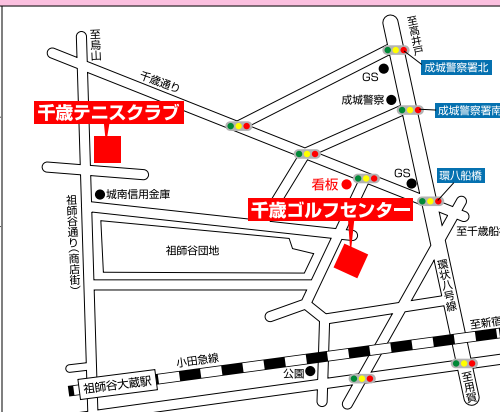 至烏山
至高井戸
千歳通り
GS
成城警察署北
成城警察
成城警察署南
千歳テニスクラブ
環八船橋
GS
看板
城南信用金庫
千歳ゴルフセンター
祖師谷通り(商店街)
至千歳船
祖師谷団地
環状八号線
至新宿
小田急線
公園
祖師谷大蔵駅
至用賀